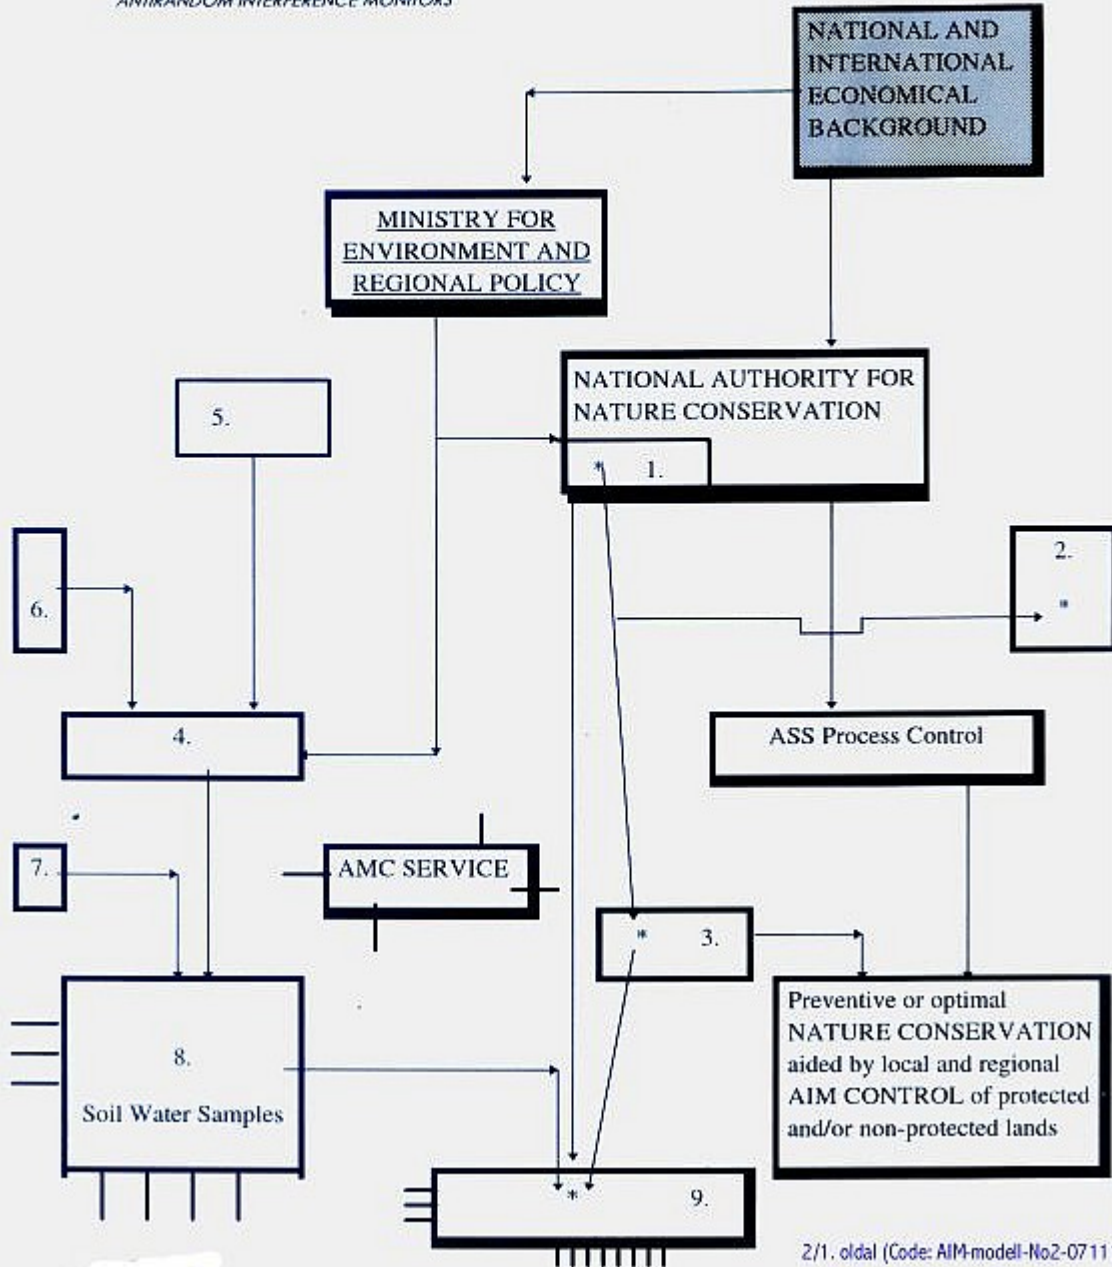 ANTIRANDOM INTERFERENCE MONITORS
NATIONAL AND
INTERNATIONAL
ECONOMICAL
BACKGROUND
MINISTRY FOR
ENVIRONMENT AND
REGIONAL POLICY
NATIONAL AUTHORITY FOR
NATURE CONSERVATION
* 1.
5.
2.
*
6.
4.
ASS Process Control
7.
AMC SERVICE
* 3.
Preventive or optimal
NATURE CONSERVATION
aided by local and regional
AIM CONTROL of protected
and/or non-protected lands
8.
Soil Water Samples
* 9.
2/1. oldal (Code: AIM-modell-No2-0711